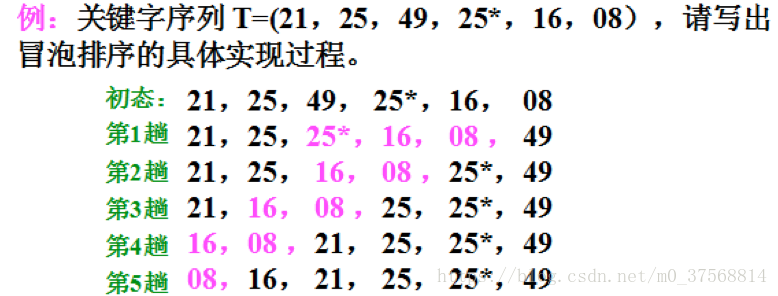 例：关键字序列 T=(21，25，49，25*，16，08），请写出
冒泡排序的具体实现过程。
初态： 21，25，49， 25*，16， 08
第1趟 21，25，25*，16，08 ， 49
第2趟 21，25，16，08 ，25*，49
第3趟 21，16，08，25，25*，49
第4趟 16，08，21，25，25*，49
第5趟 08，16，21，25，25*，49
https://blog.csdn.net/m0_37568814